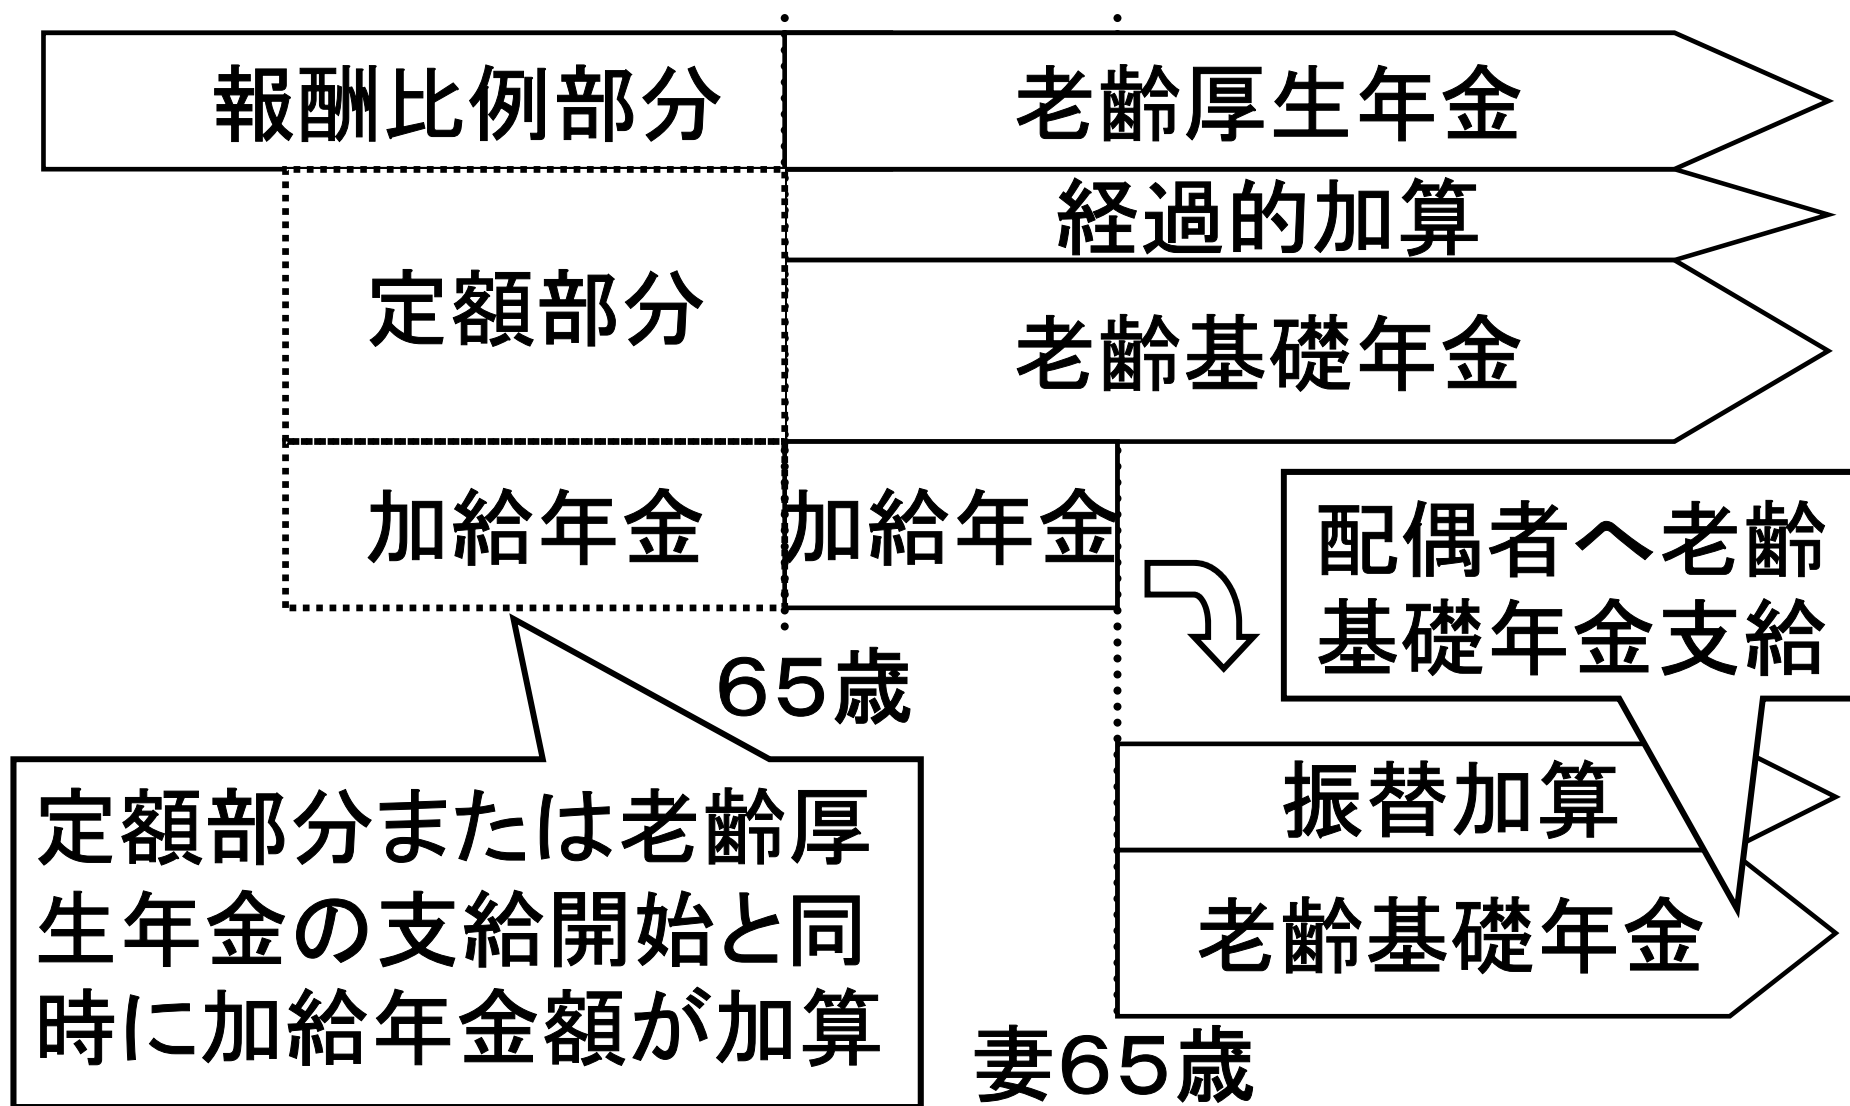 報酬比例部分
老齢厚生年金
経過的加算
定額部分
老齢基礎年金
加給年金
加給年金
配偶者へ老齢
基礎年金支給
６５歳
振替加算
定額部分または老齢厚
生年金の支給開始と同
時に加給年金額が加算
老齢基礎年金
妻６５歳